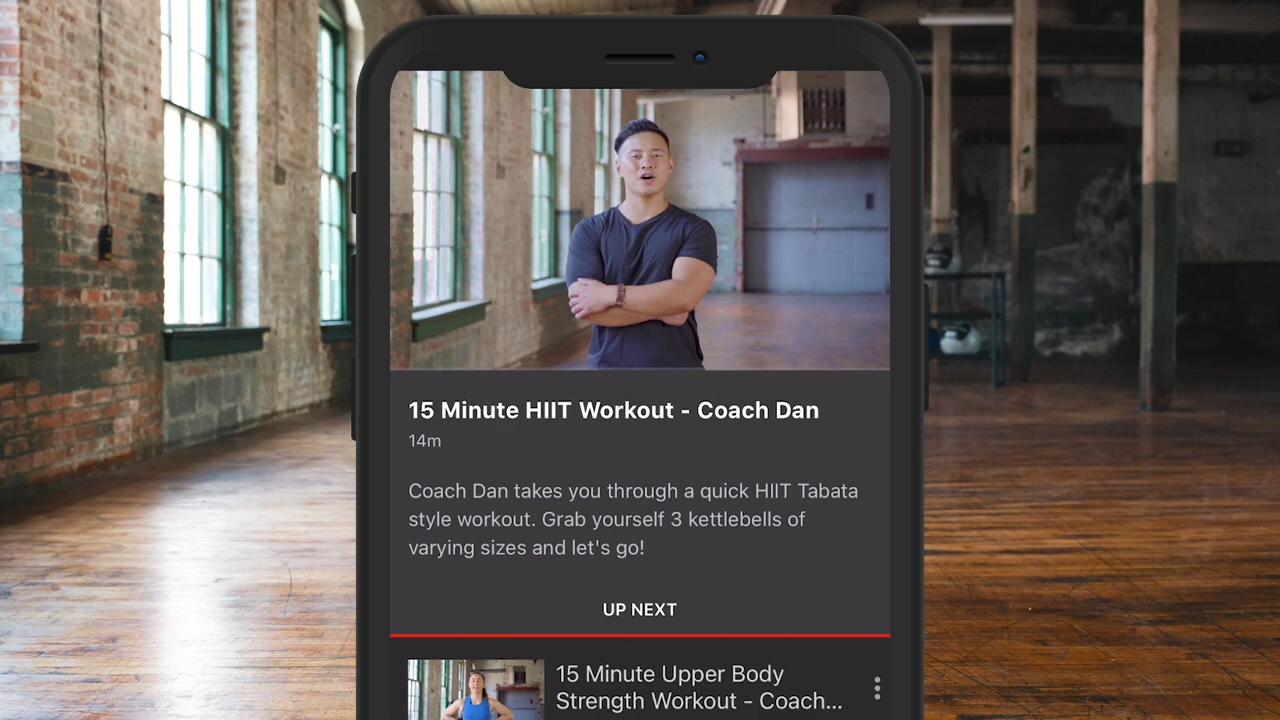 15 Minute HIIT Workout - Coach Dan
14m
Coach Dan takes you through a quick HIIT Tabata
style workout. Grab yourself 3 kettlebells of
varying sizes and let's go!
UP NEXT
15 Minute Upper Body
Strength Workout - Coach...